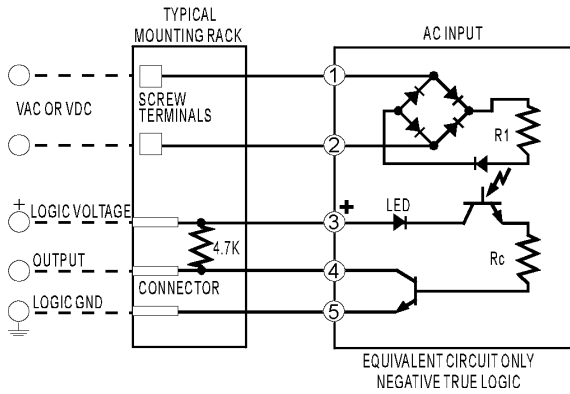 TYPICAL
MOUNTING RACK
AC INPUT
1
SCREW
TERMINALS
VAC OR VDC
R1
2
+
LOGIC VOLTAGE
+
3
LED
4.7K
Rc
OUTPUT
4
CONNECTOR
LOGIC GND
5
EQUIVALENT CIRCUIT ONLY
NEGATIVE TRUE LOGIC